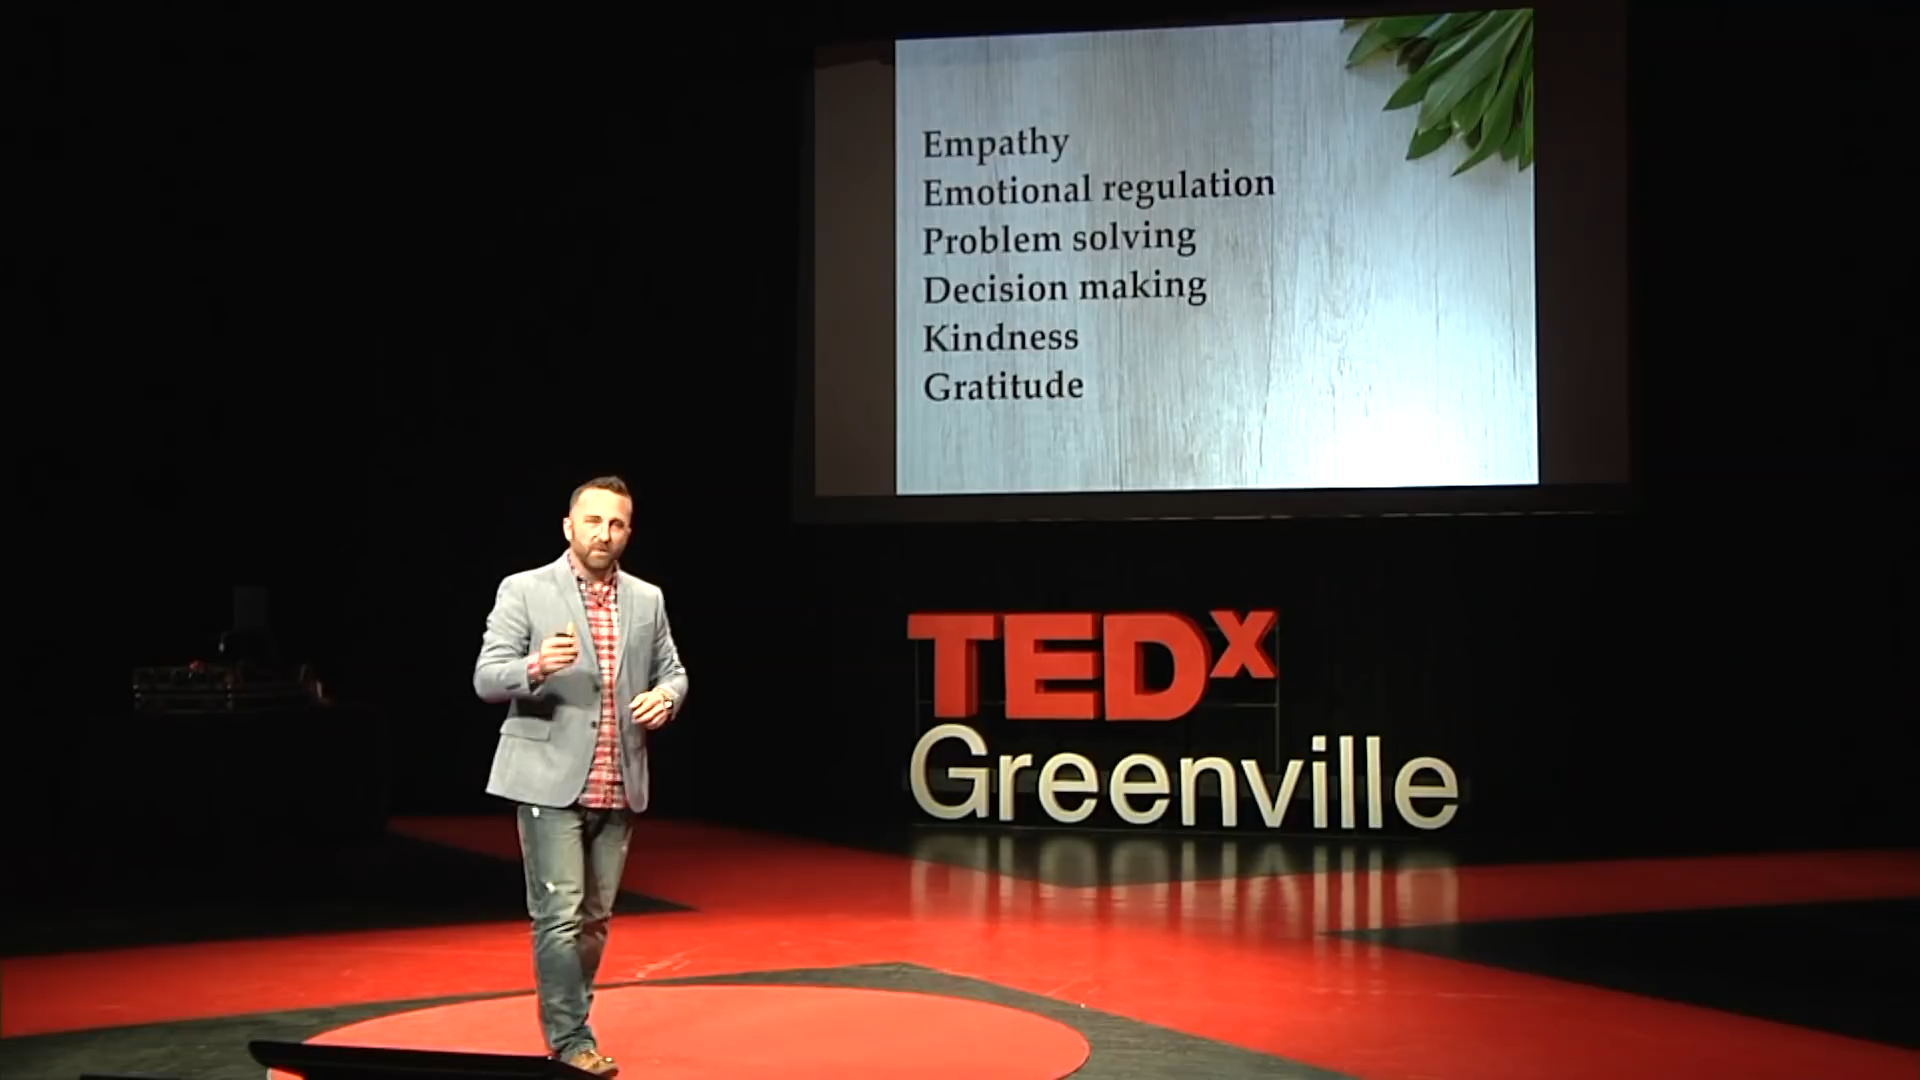 Empathy
Emotional regulation
Problem solving
Decision making
Kindness
Gratitude
TEDx
Greenville